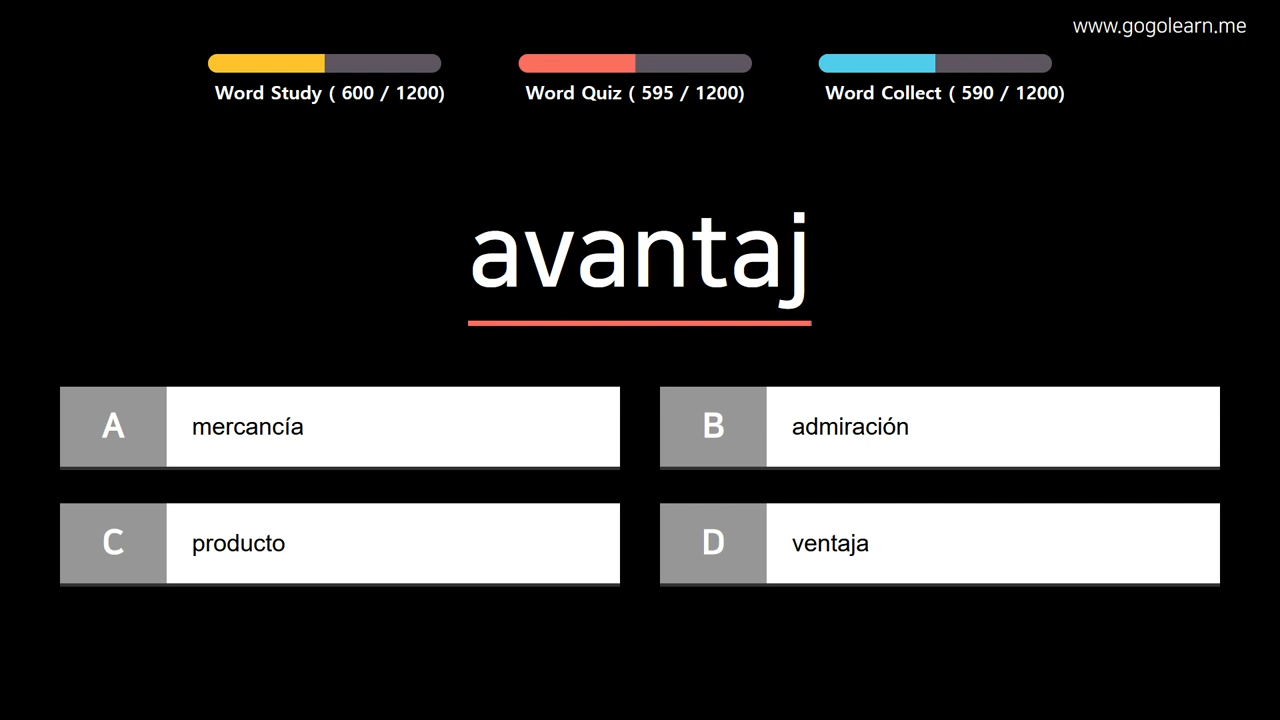 www.gogolearn.me
Word Study ( 600 / 1200)
Word Quiz ( 595 / 1200)
Word Collect ( 590 / 1200)
avantaj
A
mercancía
B
admiración
C
producto
D
ventaja